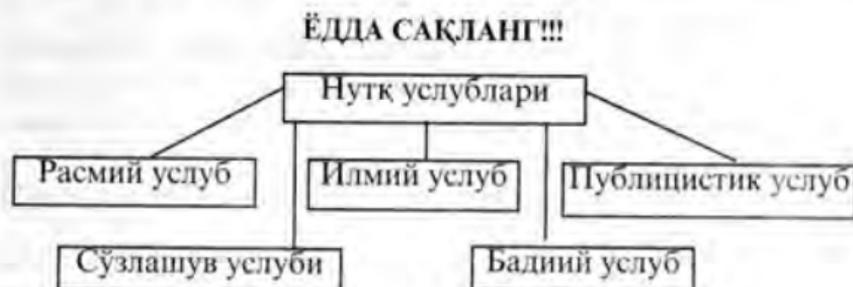 ЁДДА САҚЛАНГ!!!
Нутқ услублари
Расмий услуб
Илмий услуб
Публицистик услуб
Сўзлашув услуби
Бадиий услуб